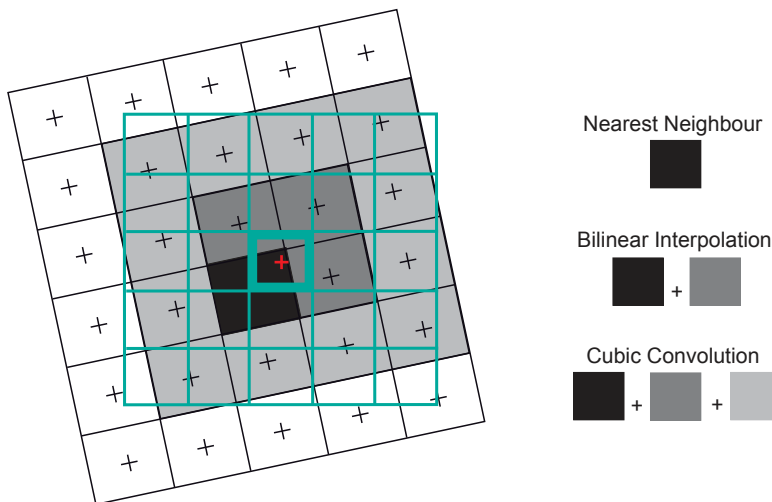 Nearest Neighbour
Bilinear Interpolation
+
Cubic Convolution
+ +